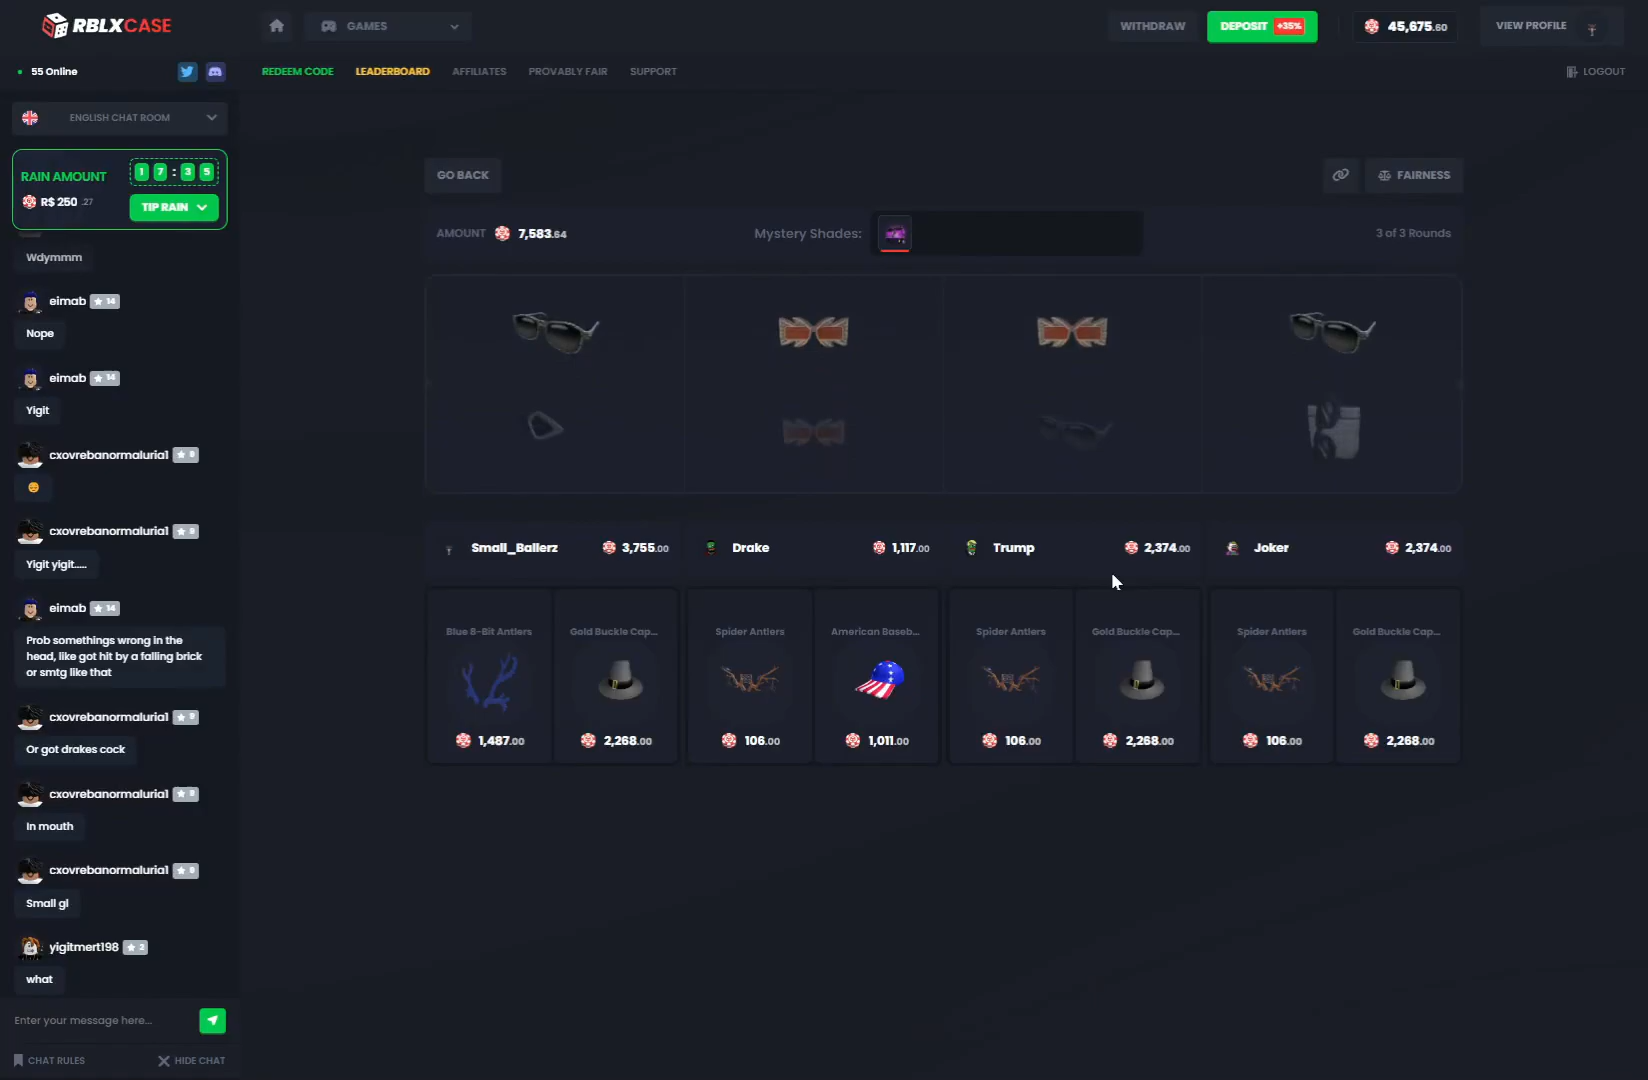 RBLXCASE
GAMES
WITHDRAW
DEPOSIT +35%
45,675.60
VIEW PROFILE
55 Online
REDEEM CODE
LEADERBOARD
AFFILIATES
PROVABLY FAIR
SUPPORT
LOGOUT
ENGLISH CHAT ROOM
RAIN AMOUNT
1 7 : 3 5
R$ 250 .27
TIP RAIN
Wdymmm
eimab 14
Nope
eimab 14
Yigit
cxovrebanormaluria1
😔
cxovrebanormaluria1
Yigit yigit.....
eimab 14
Prob somethings wrong in the
head, like got hit by a falling brick
or smtg like that
cxovrebanormaluria1
Or got drakes cock
cxovrebanormaluria1
In mouth
cxovrebanormaluria1
Small gl
yigitmert198 2
what
Enter your message here...
CHAT RULES
HIDE CHAT
GO BACK
FAIRNESS
AMOUNT 7,583.64
Mystery Shades:
3 of 3 Rounds
Small_Ballerz 3,755.00
Drake 1,117.00
Trump 2,374.00
Joker 2,374.00
Blue 8-Bit Antlers
Gold Buckle Cap...
Spider Antlers
American Baseb...
Spider Antlers
Gold Buckle Cap...
Spider Antlers
Gold Buckle Cap...
1,487.00
2,268.00
106.00
1,011.00
106.00
2,268.00
106.00
2,268.00